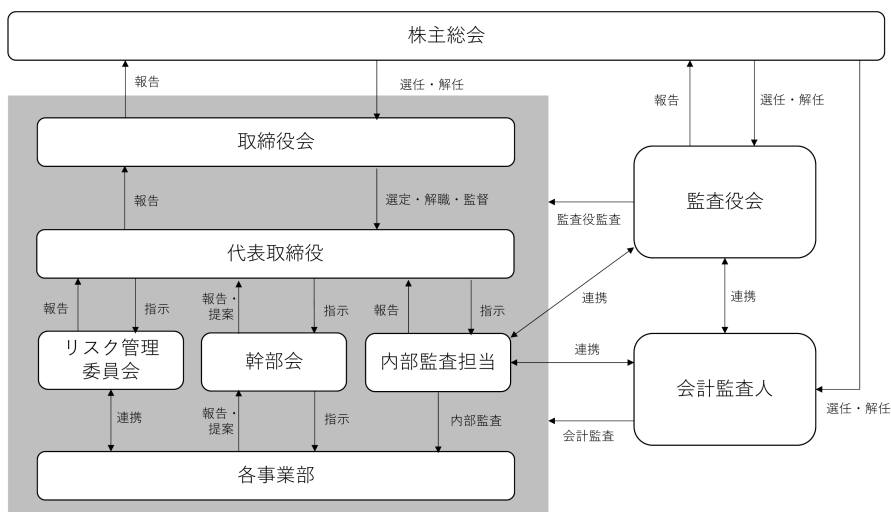 株主総会
報告
選任・解任
報告
選任・解任
取締役会
監査役会
報告
選定・解職・監督
監査役監査
代表取締役
報告
指示
報告・
提案
指示
報告
指示
連携
連携
リスク管理
委員会
幹部会
内部監査担当
連携
会計監査人
選任・解任
連携
報告・
提案
指示
内部監査
会計監査
各事業部